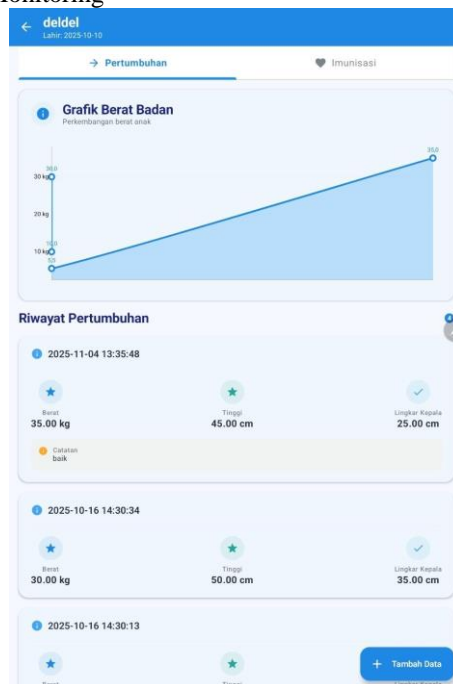 onitoring
deldel
Lahir: 2025-10-10
Pertumbuhan
Imunisasi
Grafik Berat Badan
Perkembangan berat anak
35,0
30,0
30 kg
20 kg
10 kg
5,5
Riwayat Pertumbuhan
4
2025-11-04 13:35:48
Berat
Tinggi
Lingkar Kepala
35.00 kg
45.00 cm
25.00 cm
Catatan
baik
2025-10-16 14:30:34
Berat
Tinggi
Lingkar Kepala
30.00 kg
50.00 cm
35.00 cm
2025-10-16 14:30:13
+ Tambah Data